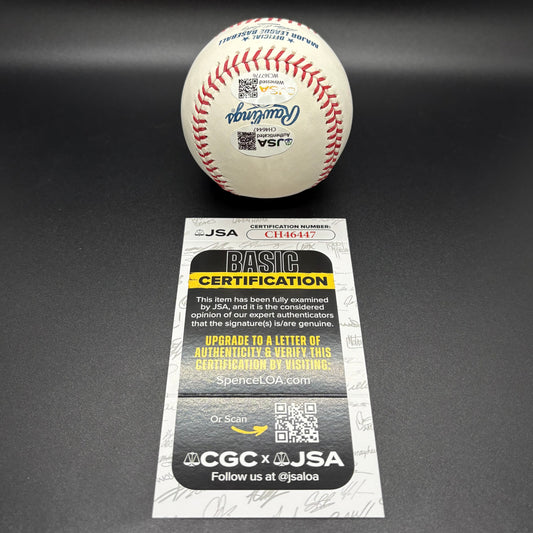 OFFICIAL
MAJOR LEAGUE BASEBALL
JSA
Witnessed
Rawlings
JSA
Authenticated
CH46447
JSA
CERTIFICATION NUMBER:
CH46447
BASIC
CERTIFICATION
This item has been fully examined
by JSA, and it is the considered
opinion of our expert authenticators
that the signature(s) is/are genuine.
UPGRADE TO A LETTER OF
AUTHENTICITY & VERIFY THIS
CERTIFICATION BY VISITING:
SpenceLOA.com
Or Scan
CGC x JSA
Follow us at @jsaloa